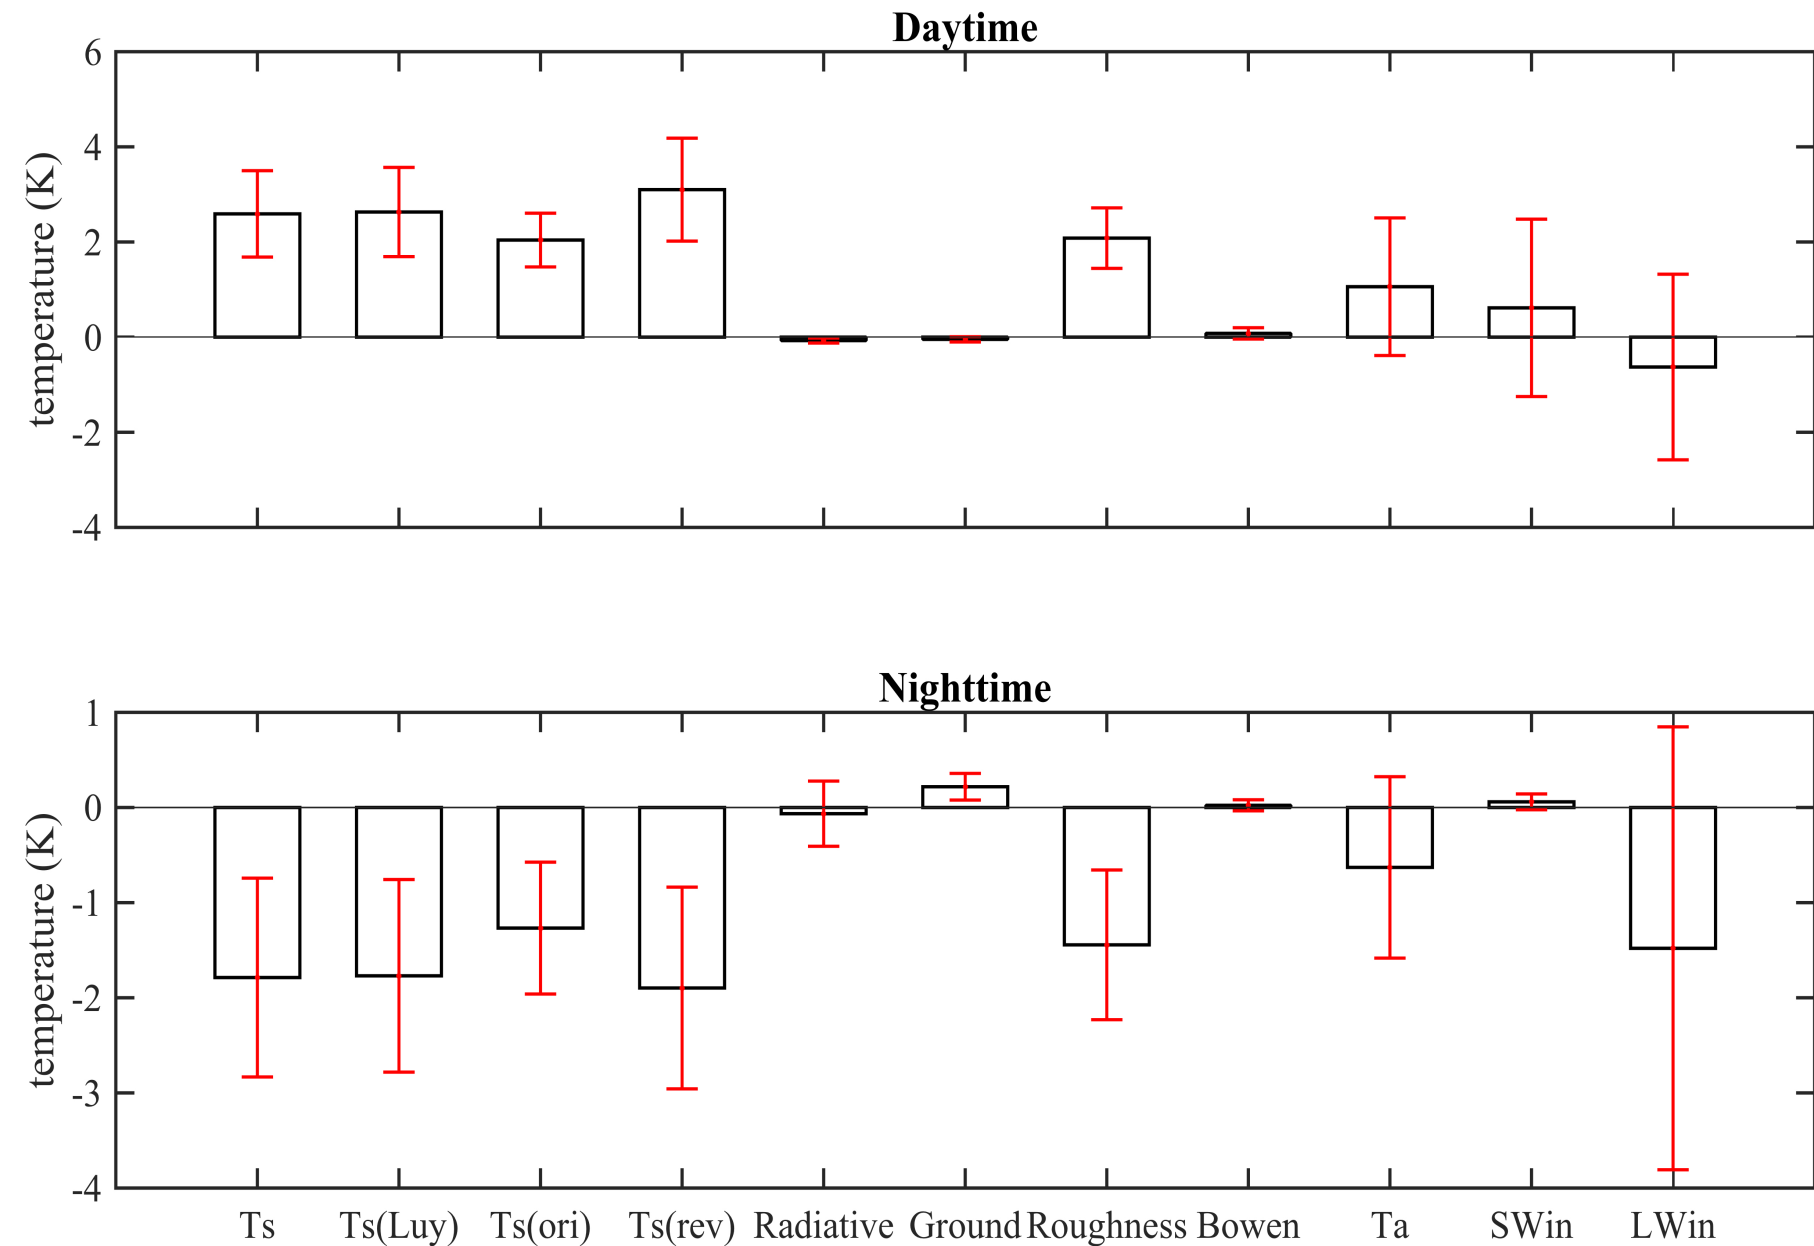 Daytime
6
4
2
0
-2
-4
temperature (K)
Nighttime
1
0
-1
-2
-3
-4
temperature (K)
Ts Ts(Luy) Ts(ori) Ts(rev) Radiative Ground Roughness Bowen Ta SWin LWin